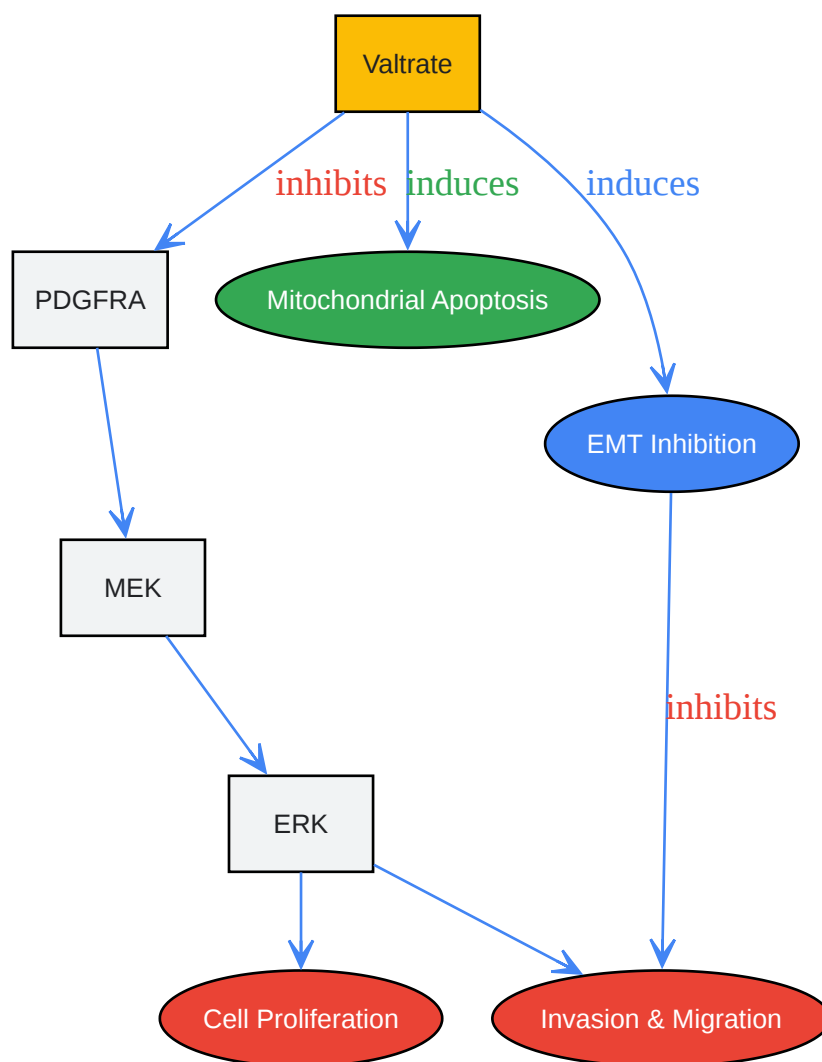 Valtrate
inhibits
induces
induces
PDGFRA
Mitochondrial Apoptosis
EMT Inhibition
MEK
inhibits
ERK
Cell Proliferation
Invasion & Migration